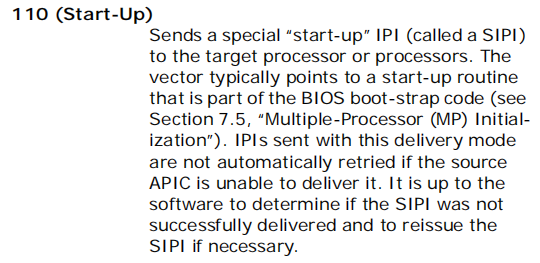 110 (Start-Up)
Sends a special “start-up” IPI (called a SIPI)
to the target processor or processors. The
vector typically points to a start-up routine
that is part of the BIOS boot-strap code (see
Section 7.5, “Multiple-Processor (MP) Initial-
ization”). IPIs sent with this delivery mode
are not automatically retried if the source
APIC is unable to deliver it. It is up to the
software to determine if the SIPI was not
successfully delivered and to reissue the
SIPI if necessary.